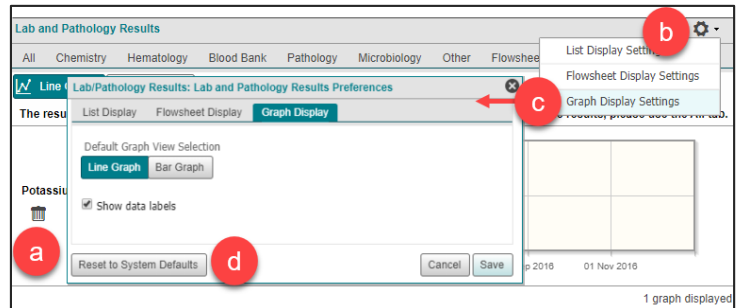 Lab and Pathology Results
b
All Chemistry Hematology Blood Bank Pathology Microbiology Other Flowshee
List Display Setting
Flowsheet Display Settings
Graph Display Settings
c
Line
Lab/Pathology Results: Lab and Pathology Results Preferences
The resu
results, please use the All tab.
List Display Flowsheet Display Graph Display
Default Graph View Selection
Line Graph Bar Graph
Potassiu
Show data labels
a
Reset to System Defaults
d
Cancel Save
p 2016 01 Nov 2016
1 graph displayed